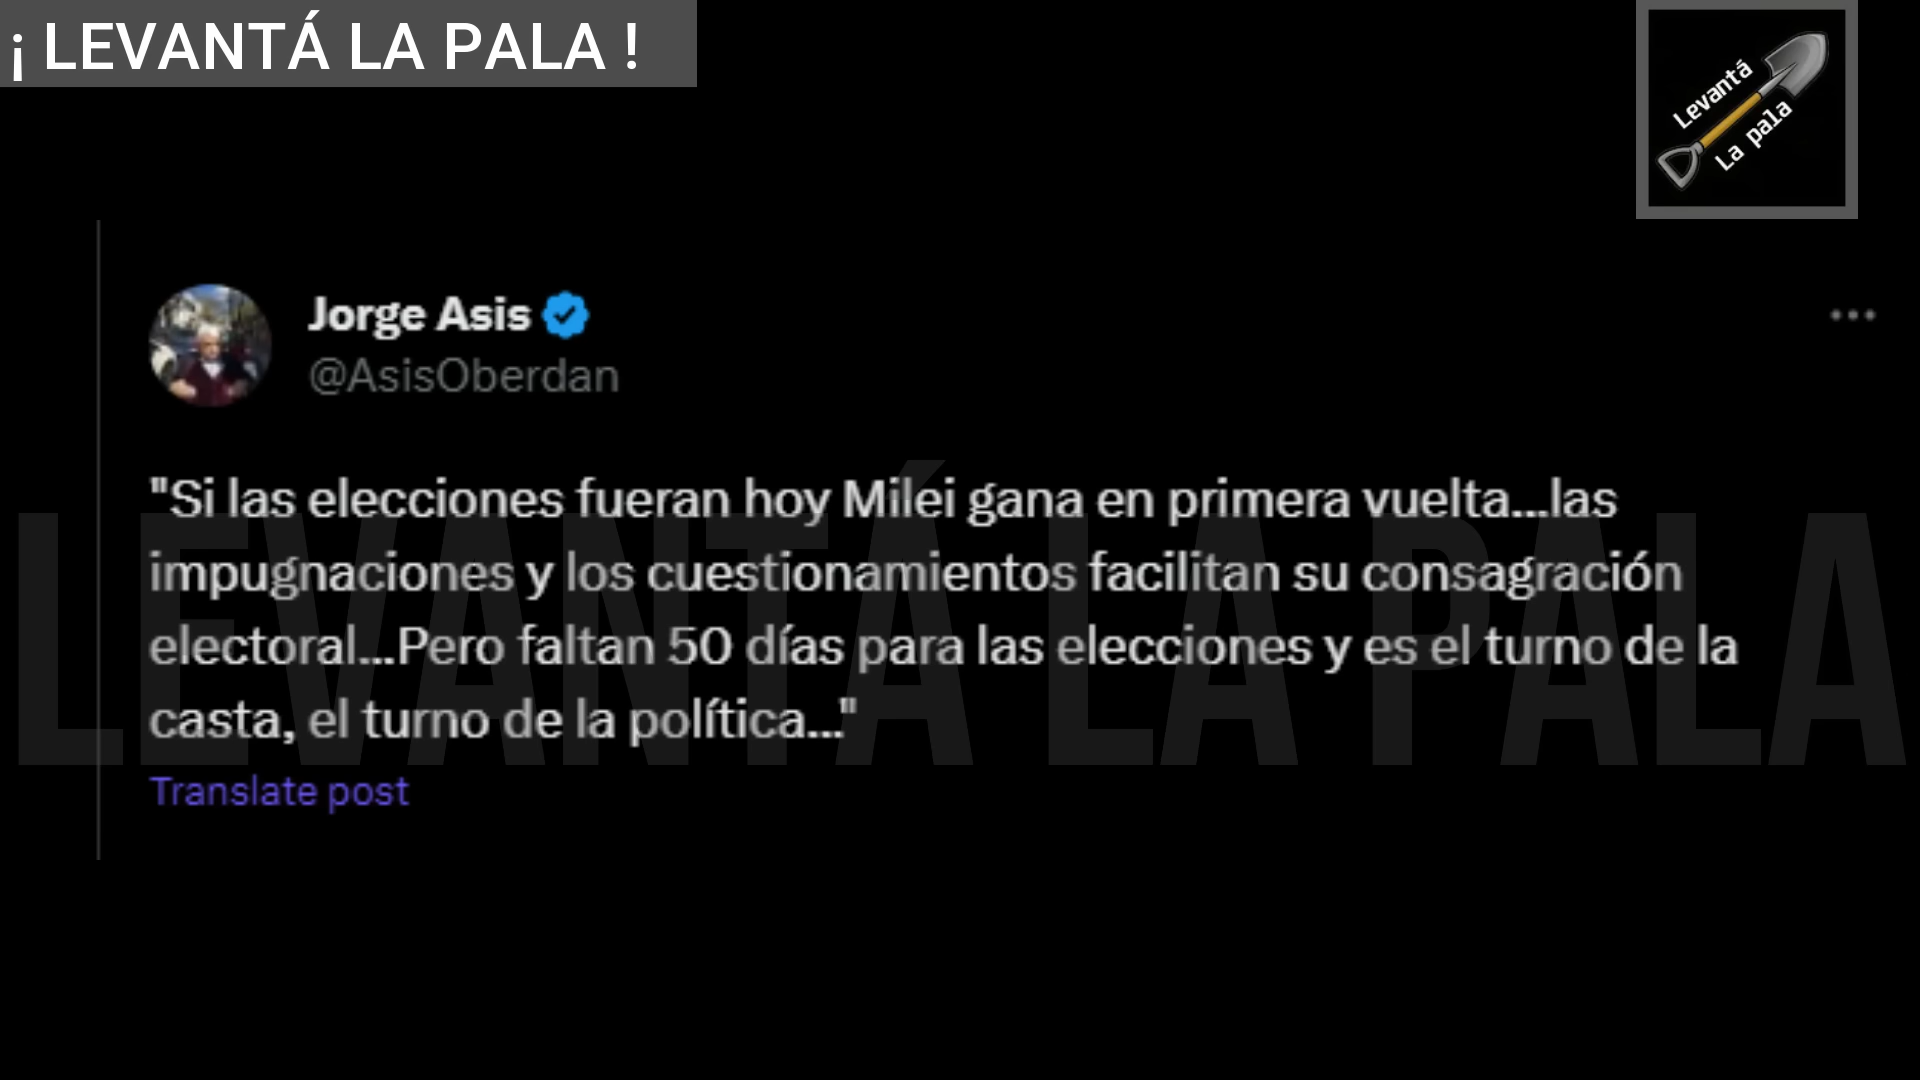 ¡ LEVANTÁ LA PALA !
Levantá
La pala
Jorge Asis
@AsisOberdan
"Si las elecciones fueran hoy Milei gana en primera vuelta...las
impugnaciones y los cuestionamientos facilitan su consagración
electoral...Pero faltan 50 días para las elecciones y es el turno de la
casta, el turno de la política..."
Translate post
LEVANTÁ LA PALA